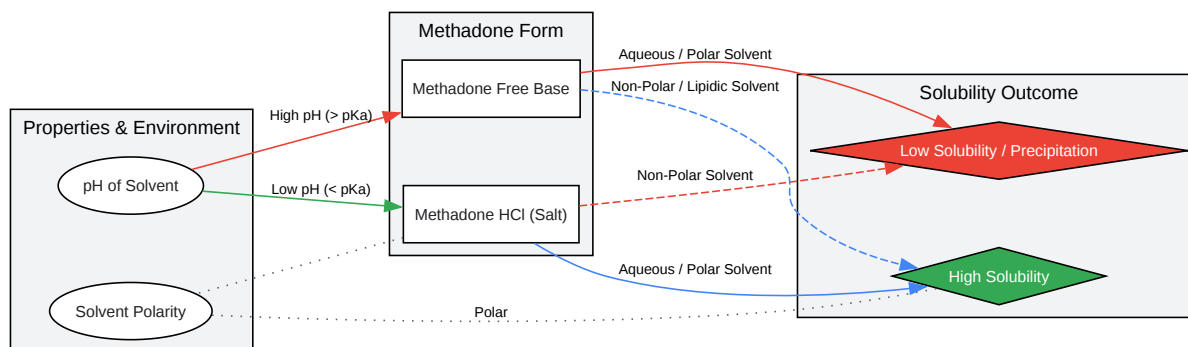 Methadone Form
Aqueous / Polar Solvent
Methadone Free Base
Non-Polar / Lipidic Solvent
Solubility Outcome
Properties & Environment
High pH (> pKa)
Low Solubility / Precipitation
pH of Solvent
Low pH (< pKa)
Non-Polar Solvent
Methadone HCl (Salt)
Aqueous / Polar Solvent
High Solubility
Solvent Polarity
Polar